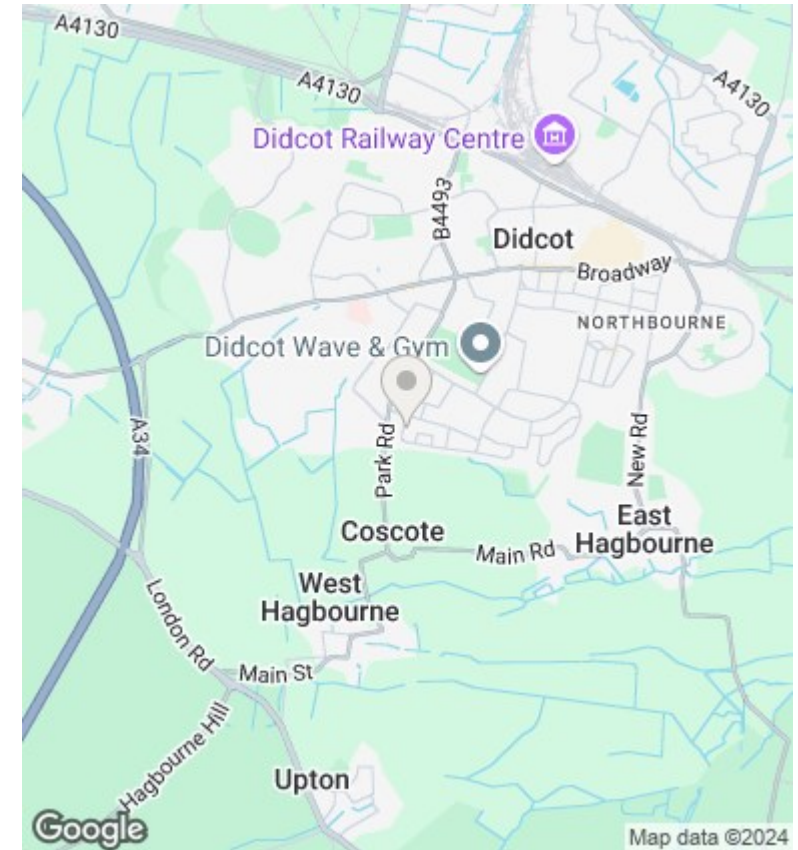 A4130
A4130
A4130
Didcot Railway Centre
B4493
Didcot
Broadway
NORTHBOURNE
Didcot Wave & Gym
A34
Park Rd
New Rd
Coscote
Main Rd
East
Hagbourne
West
Hagbourne
London Rd
Main St
Hagbourne Hill
Upton
Google
Map data ©2024